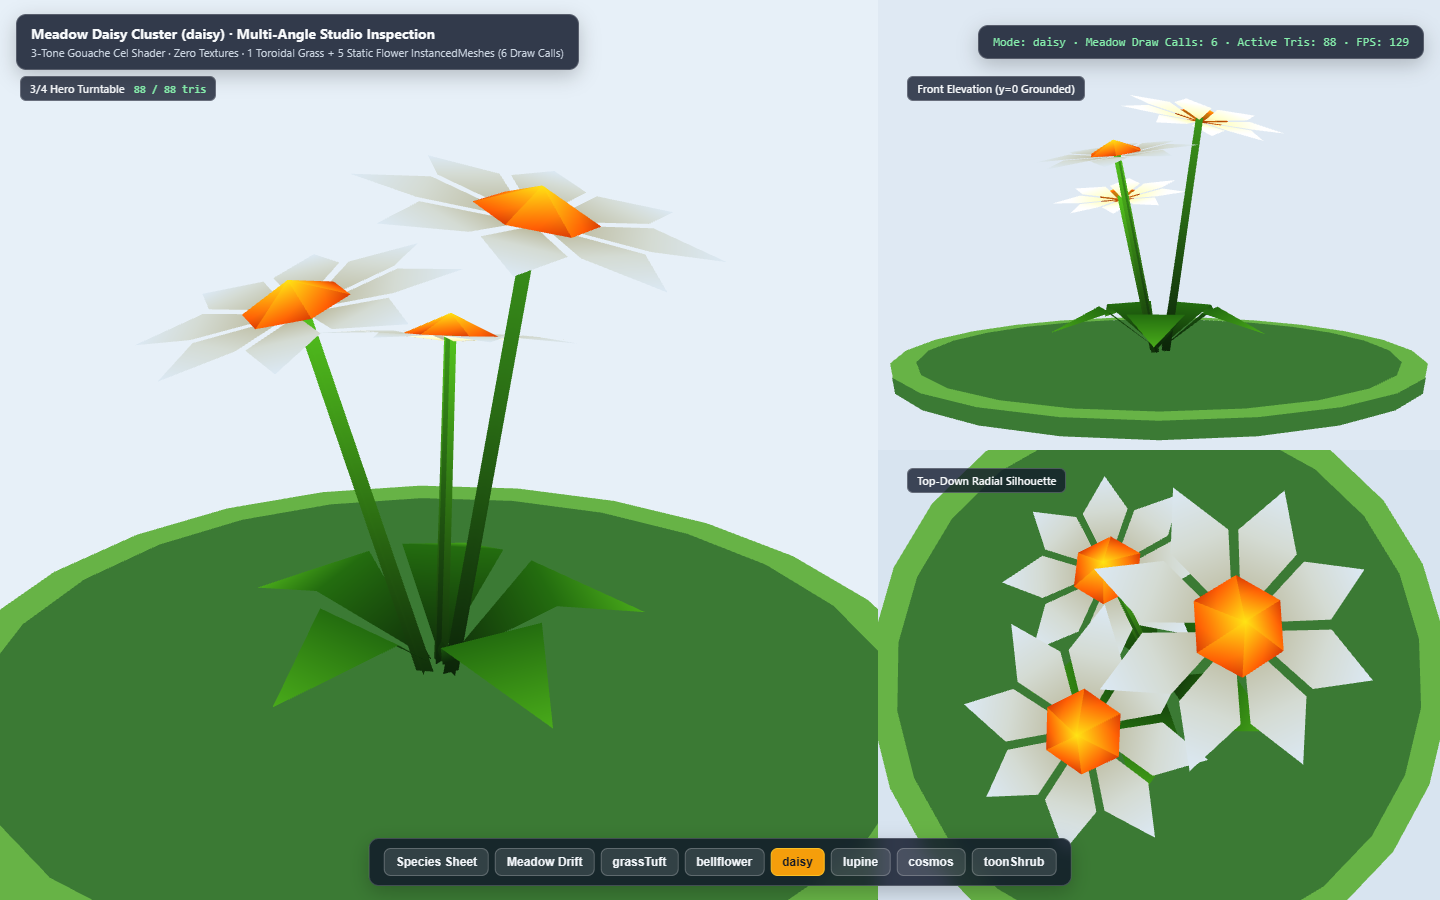 Meadow Daisy Cluster (daisy) · Multi-Angle Studio Inspection
3-Tone Gouache Cel Shader · Zero Textures · 1 Toroidal Grass + 5 Static Flower InstancedMeshes (6 Draw Calls)
3/4 Hero Turntable 88 / 88 tris
Mode: daisy · Meadow Draw Calls: 6 · Active Tris: 88 · FPS: 129
Front Elevation (y=0 Grounded)
Top-Down Radial Silhouette
Species Sheet Meadow Drift grassTuft bellflower daisy lupine cosmos toonShrub